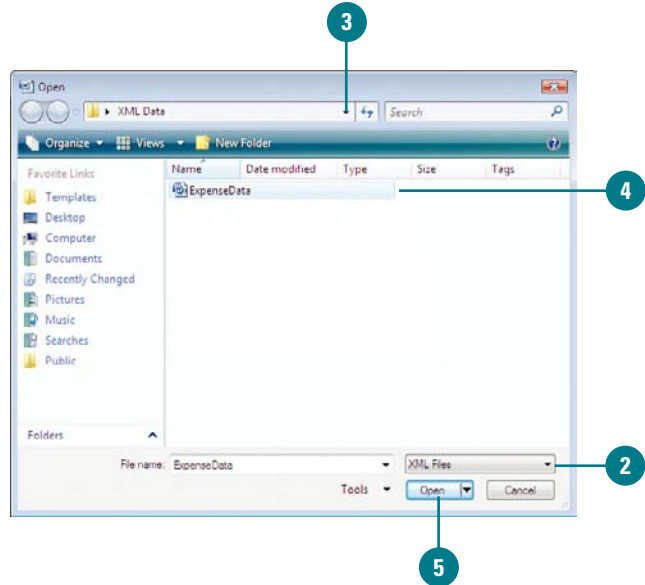 3
Open
XML Data
Search
Organize Views New Folder
Favorite Links
Name Date modified Type Size Tags
Templates
ExpenseData
4
Desktop
Computer
Documents
Recently Changed
Pictures
Music
Searches
Public
Folders
File name: ExpenseData XML Files
2
Tools Open Cancel
5